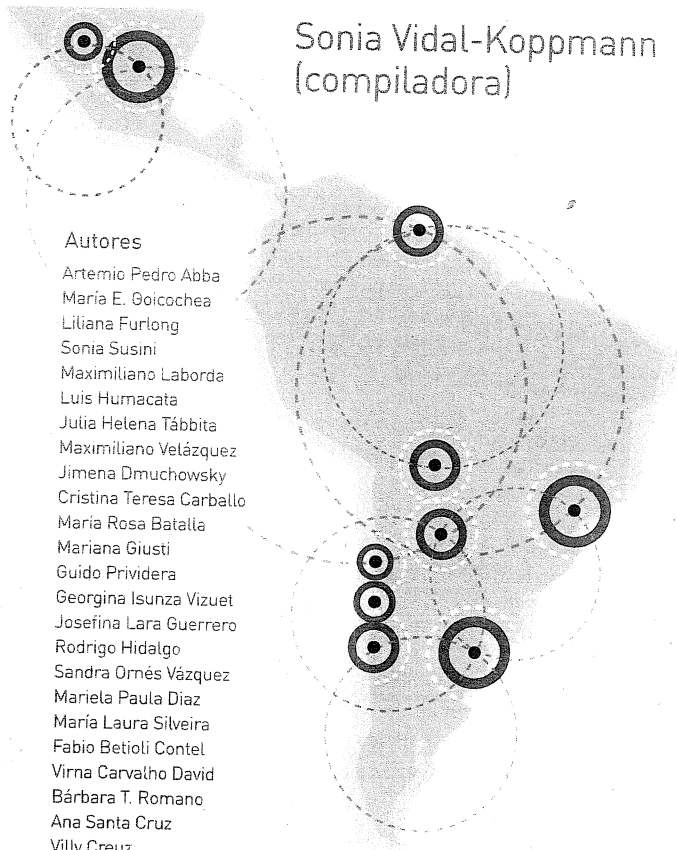 Sonia Vidal-Koppmann
(compiladora)
Autores
Artemio Pedro Abba
María E. Goicochea
Liliana Furlong
Sonia Susini
Maximiliano Laborda
Luis Humacata
Julia Helena Tábbita
Maximiliano Velázquez
Jimena Dmuchowsky
Cristina Teresa Carballo
María Rosa Batalla
Mariana Giusti
Guido Prividera
Georgina Isunza Vizuet
Josefina Lara Guerrero
Rodrigo Hidalgo
Sandra Ornés Vázquez
Mariela Paula Diaz
María Laura Silveira
Fabio Betioli Contel
Virna Carvalho David
Bárbara T. Romano
Ana Santa Cruz
Villy Creuz